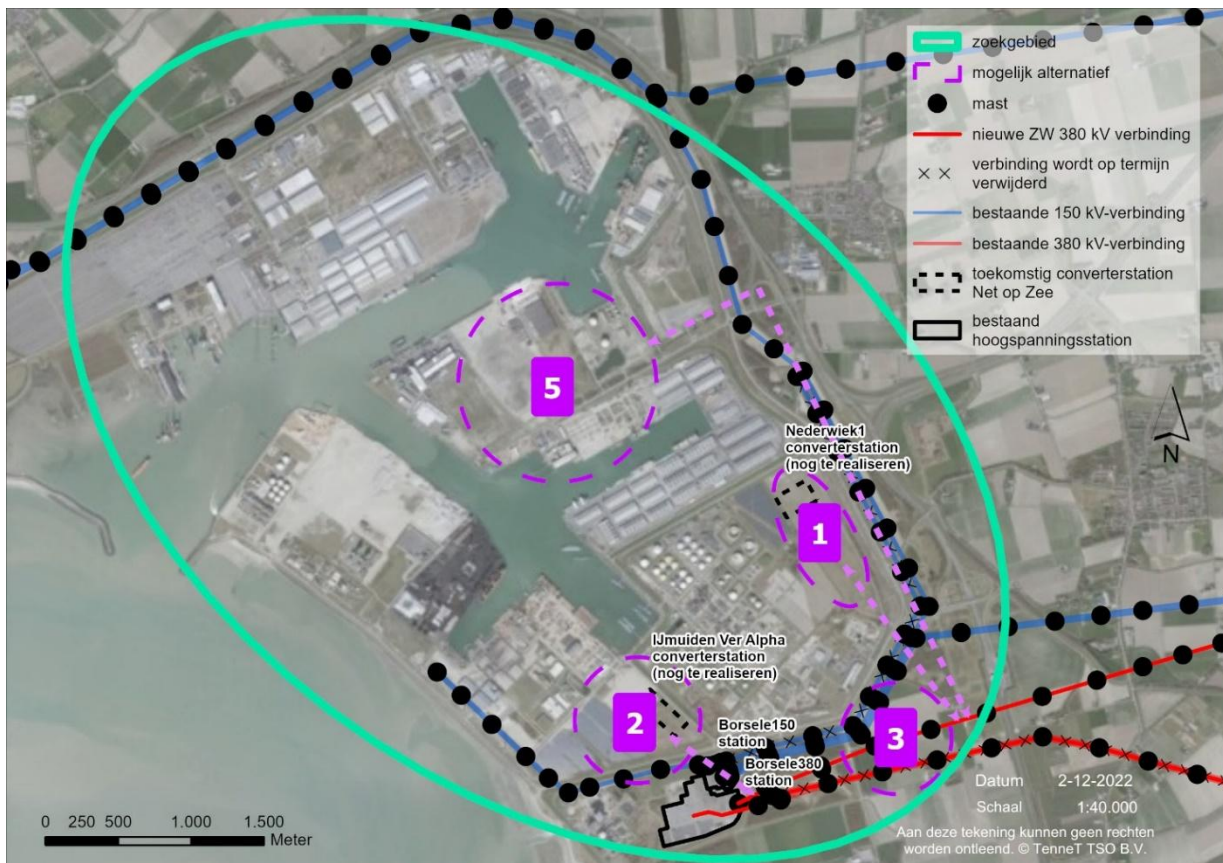 zoekgebied
mogelijk alternatief
mast
nieuwe ZW 380 kV verbinding
verbinding wordt op termijn
verwijderd
bestaande 150 kV-verbinding
bestaande 380 kV-verbinding
toekomstig converterstation
Net op Zee
bestaand
hoogspanningsstation
N
5
Nederwiek1
converterstation
(nog te realiseren)
1
IJmuiden Ver Alpha
converterstation
(nog te realiseren)
2
Borsele150
station
3
Borsele380
station
Datum 2-12-2022
Schaal 1:40.000
Aan deze tekening kunnen geen rechten
worden ontleend. © TenneT TSO B.V.
0 250 500 1.000 1.500
Meter